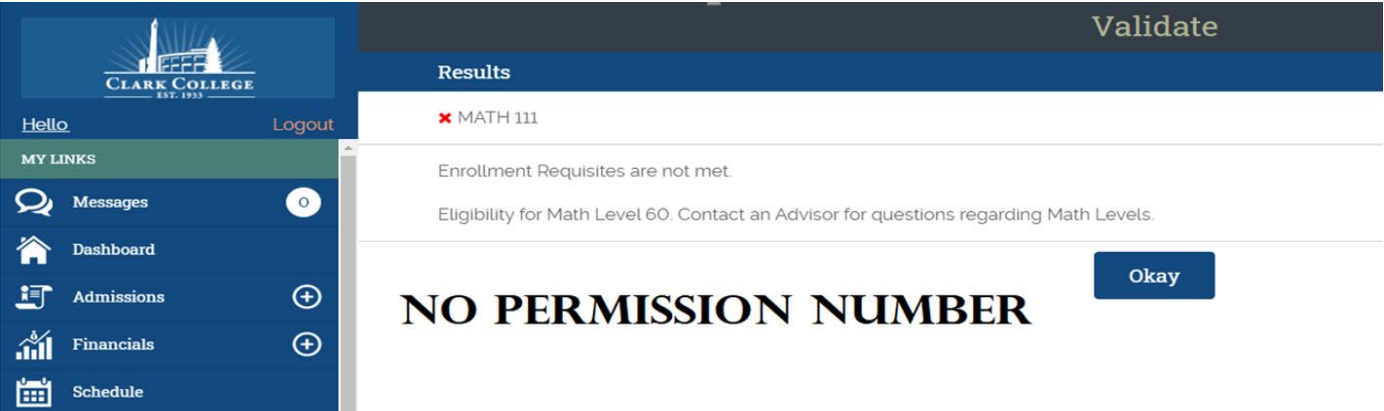 CLARK COLLEGE
EST. 1933
Hello
Logout
MY LINKS
Messages
0
Dashboard
Admissions
Financials
Schedule
Validate
Results
MATH 111
Enrollment Requisites are not met.
Eligibility for Math Level 60. Contact an Advisor for questions regarding Math Levels.
Okay
NO PERMISSION NUMBER